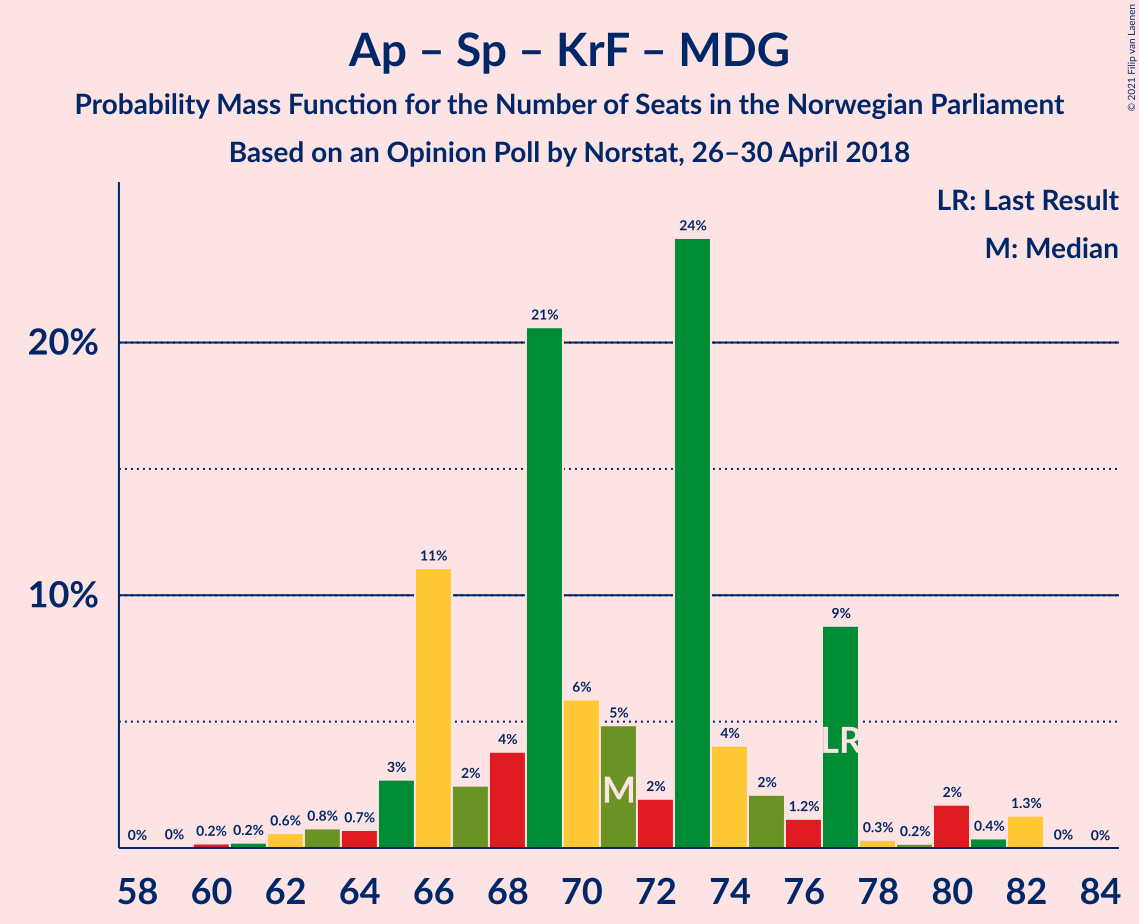 Ap – Sp – KrF – MDG
Probability Mass Function for the Number of Seats in the Norwegian Parliament
Based on an Opinion Poll by Norstat, 26–30 April 2018
© 2021 Filip van Laenen
LR: Last Result
M: Median
20%
10%
0% 0% 0.2% 0.2% 0.6% 0.8% 0.7% 3% 11% 2% 4% 21% 6% 5% 2% 24% 4% 2% 1.2% 9% 0.3% 0.2% 2% 0.4% 1.3% 0% 0%
LR
M
58 60 62 64 66 68 70 72 74 76 78 80 82 84